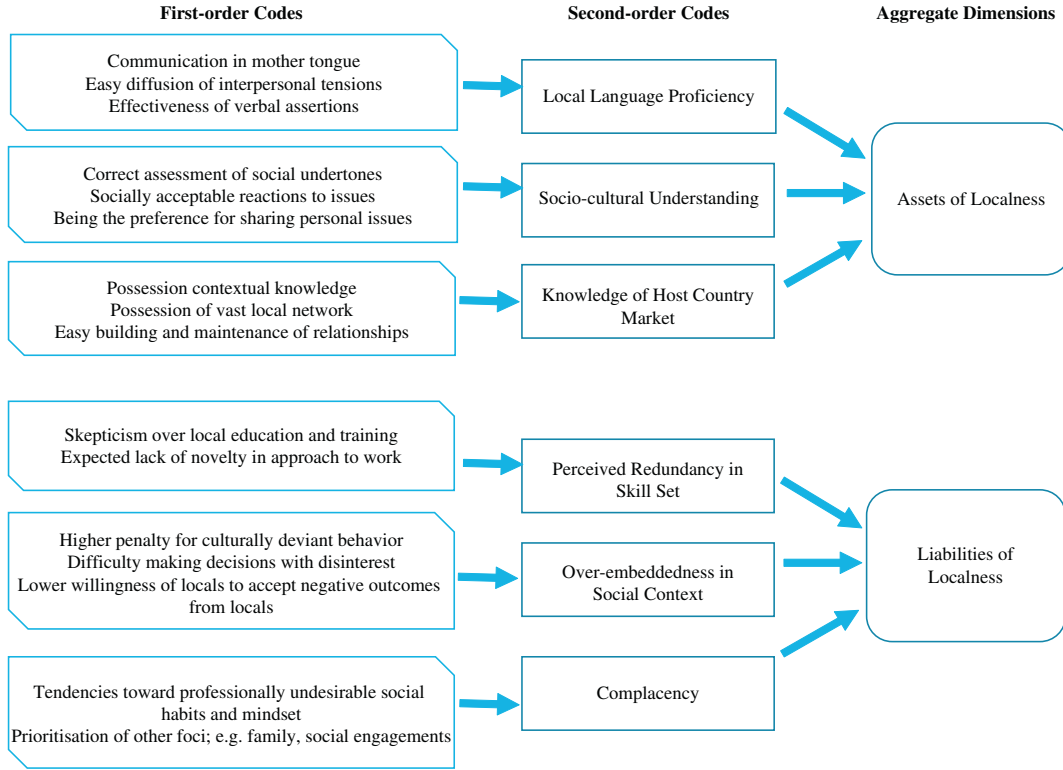 First-order Codes
Second-order Codes
Aggregate Dimensions
Communication in mother tongue
Easy diffusion of interpersonal tensions
Effectiveness of verbal assertions
Local Language Proficiency
Correct assessment of social undertones
Socially acceptable reactions to issues
Being the preference for sharing personal issues
Socio-cultural Understanding
Assets of Localness
Possession contextual knowledge
Possession of vast local network
Easy building and maintenance of relationships
Knowledge of Host Country
Market
Skepticism over local education and training
Expected lack of novelty in approach to work
Perceived Redundancy in
Skill Set
Higher penalty for culturally deviant behavior
Difficulty making decisions with disinterest
Lower willingness of locals to accept negative outcomes
from locals
Over-embeddedness in
Social Context
Liabilities of
Localness
Tendencies toward professionally undesirable social
habits and mindset
Prioritisation of other foci; e.g. family, social engagements
Complacency